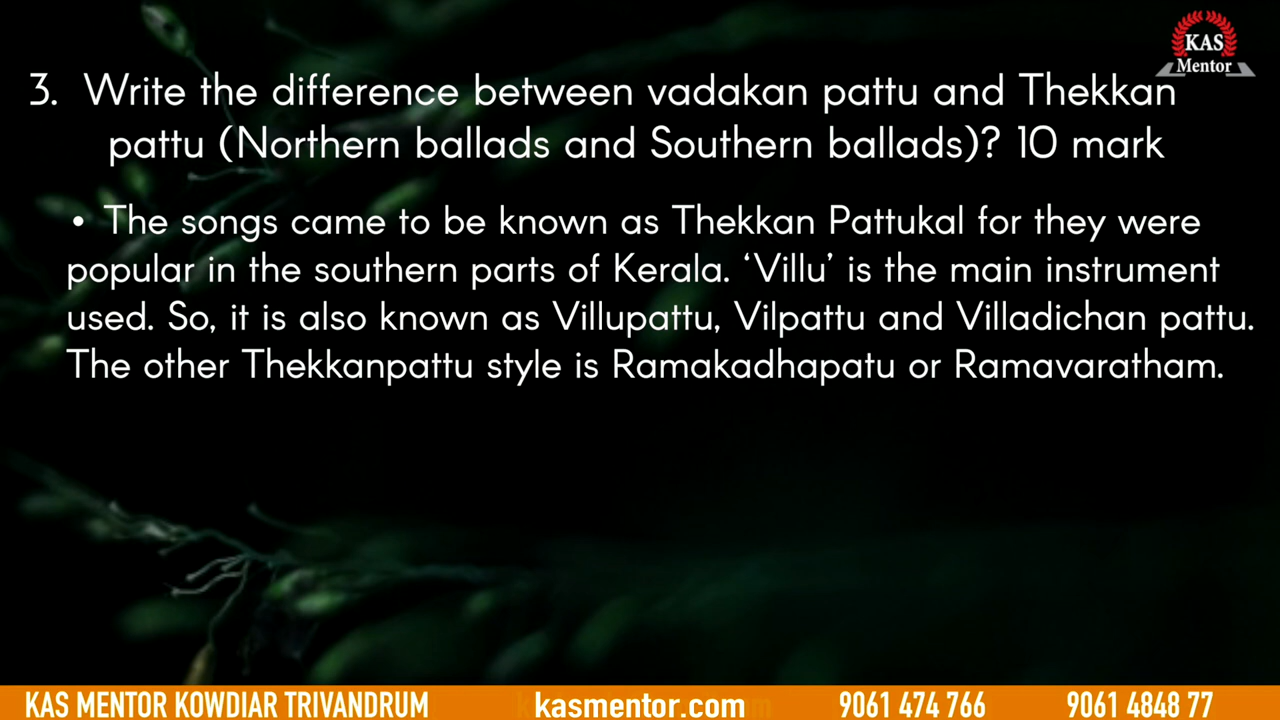 KAS
Mentor
3. Write the difference between vadakan pattu and Thekkan
pattu (Northern ballads and Southern ballads)? 10 mark
• The songs came to be known as Thekkan Pattukal for they were
popular in the southern parts of Kerala. ‘Villu’ is the main instrument
used. So, it is also known as Villupattu, Vilpattu and Villadichan pattu.
The other Thekkanpattu style is Ramakadhapatu or Ramavaratham.
KAS MENTOR KOWDIAR TRIVANDRUM kkasmentor.com 9061 474 766 9061 4848 77